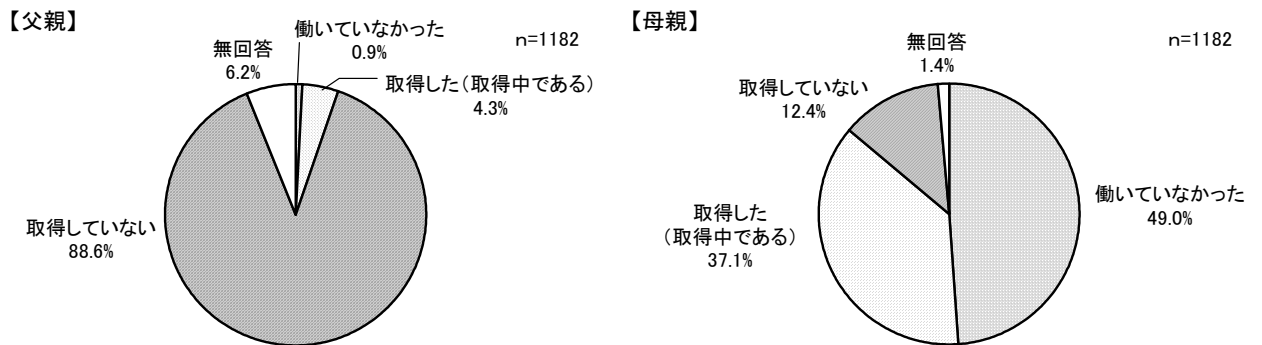 【父親】
働いていなかった
0.9%
n=1182
無回答
6.2%
取得した（取得中である）
4.3%
取得していない
88.6%
【母親】
無回答
1.4%
n=1182
取得していない
12.4%
働いていなかった
49.0%
取得した
（取得中である）
37.1%